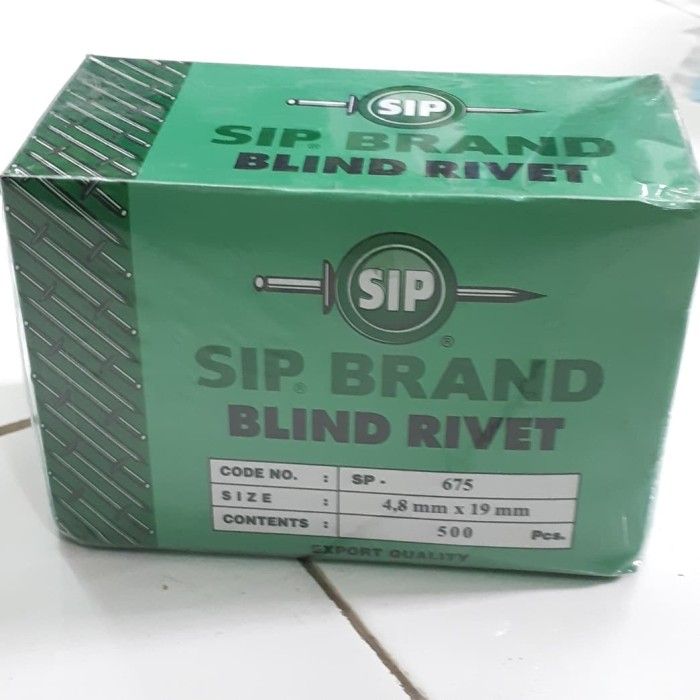 SIP
SIP® BRAND
BLIND RIVET
SIP
®
SIP® BRAND
BLIND RIVET
CODE NO. : SP - 675
SIZE : 4,8 mm x 19 mm
CONTENTS : 500 Pcs.
EXPORT QUALITY